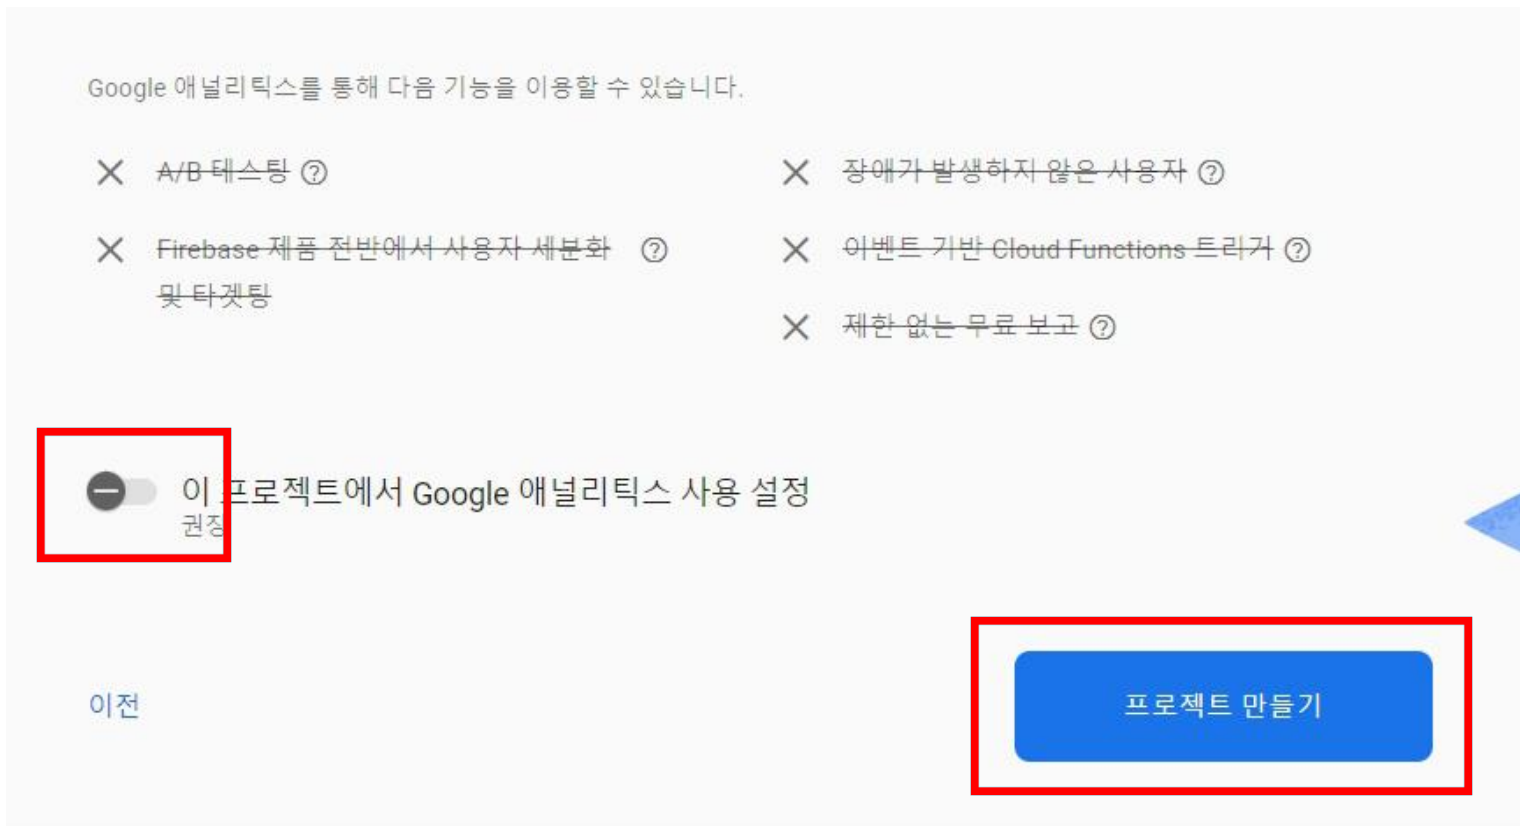 Google 애널리틱스를 통해 다음 기능을 이용할 수 있습니다.
A/B 테스팅
Firebase 제품 전반에서 사용자 세분화
및 타겟팅
장애가 발생하지 않은 사용자
이벤트 기반 Cloud Functions 트리거
제한 없는 무료 보고
이 프로젝트에서 Google 애널리틱스 사용 설정
권장
이전
프로젝트 만들기